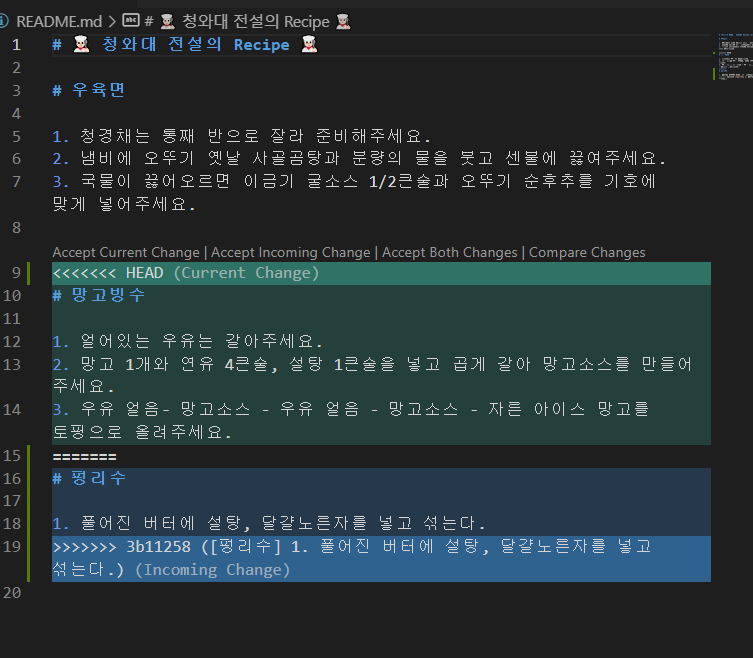 README.md > # 👨🏻‍🍳 청와대 전설의 Recipe 👨🏻‍🍳
1 # 👨🏻‍🍳 청와대 전설의 Recipe 👨🏻‍🍳
2
3 # 우육면
4
5 1. 청경채는 통째 반으로 잘라 준비해주세요.
6 2. 냄비에 오뚜기 옛날 사골곰탕과 분량의 물을 붓고 센불에 끓여주세요.
7 3. 국물이 끓어오르면 이금기 굴소스 1/2큰술과 오뚜기 순후추를 기호에
맞게 넣어주세요.
8
Accept Current Change | Accept Incoming Change | Accept Both Changes | Compare Changes
9 <<<<<<< HEAD (Current Change)
10 # 망고빙수
11
12 1. 얼어있는 우유는 갈아주세요.
13 2. 망고 1개와 연유 4큰술, 설탕 1큰술을 넣고 곱게 갈아 망고소스를 만들어
주세요.
14 3. 우유 얼음- 망고소스 - 우유 얼음 - 망고소스 - 자른 아이스 망고를
토핑으로 올려주세요.
15 =======
16 # 펑리수
17
18 1. 풀어진 버터에 설탕, 달걀노른자를 넣고 섞는다.
19 >>>>>>> 3b11258 ([펑리수] 1. 풀어진 버터에 설탕, 달걀노른자를 넣고
섞는다.) (Incoming Change)
20